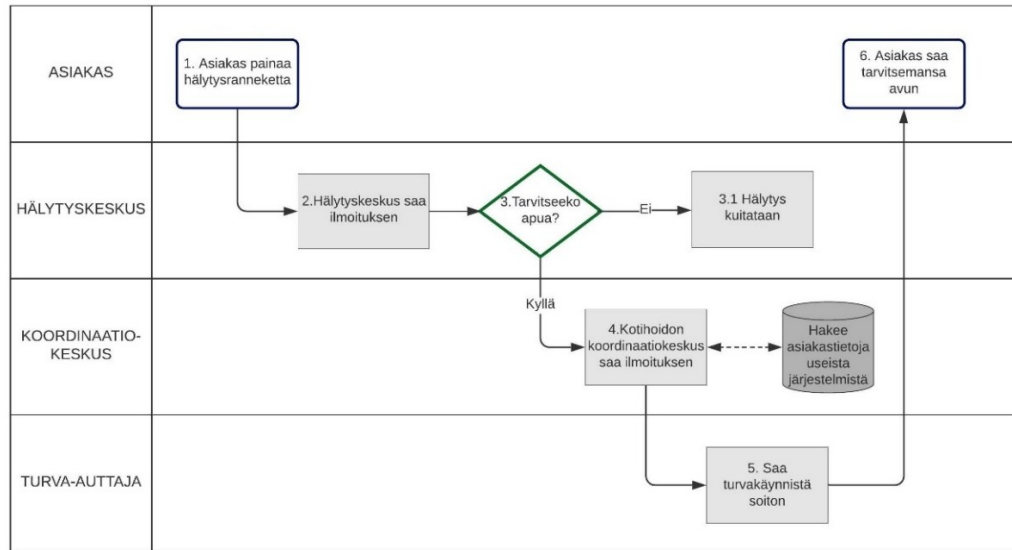 ASIAKAS
1. Asiakas painaa
hälytysranneketta
6. Asiakas saa
tarvitsemansa
avun
HÄLYTYSKESKUS
2.Hälytyskeskus saa
ilmoituksen
3.Tarvitseeko
apua?
Ei
3.1 Hälytys
kuitataan
Kyllä
KOORDINAATIO-
KESKUS
4.Kotihoidon
koordinaatiokeskus
saa ilmoituksen
Hakee
asiakastietoja
useista
järjestelmistä
TURVA-AUTTAJA
5. Saa
turvakäynnistä
soiton